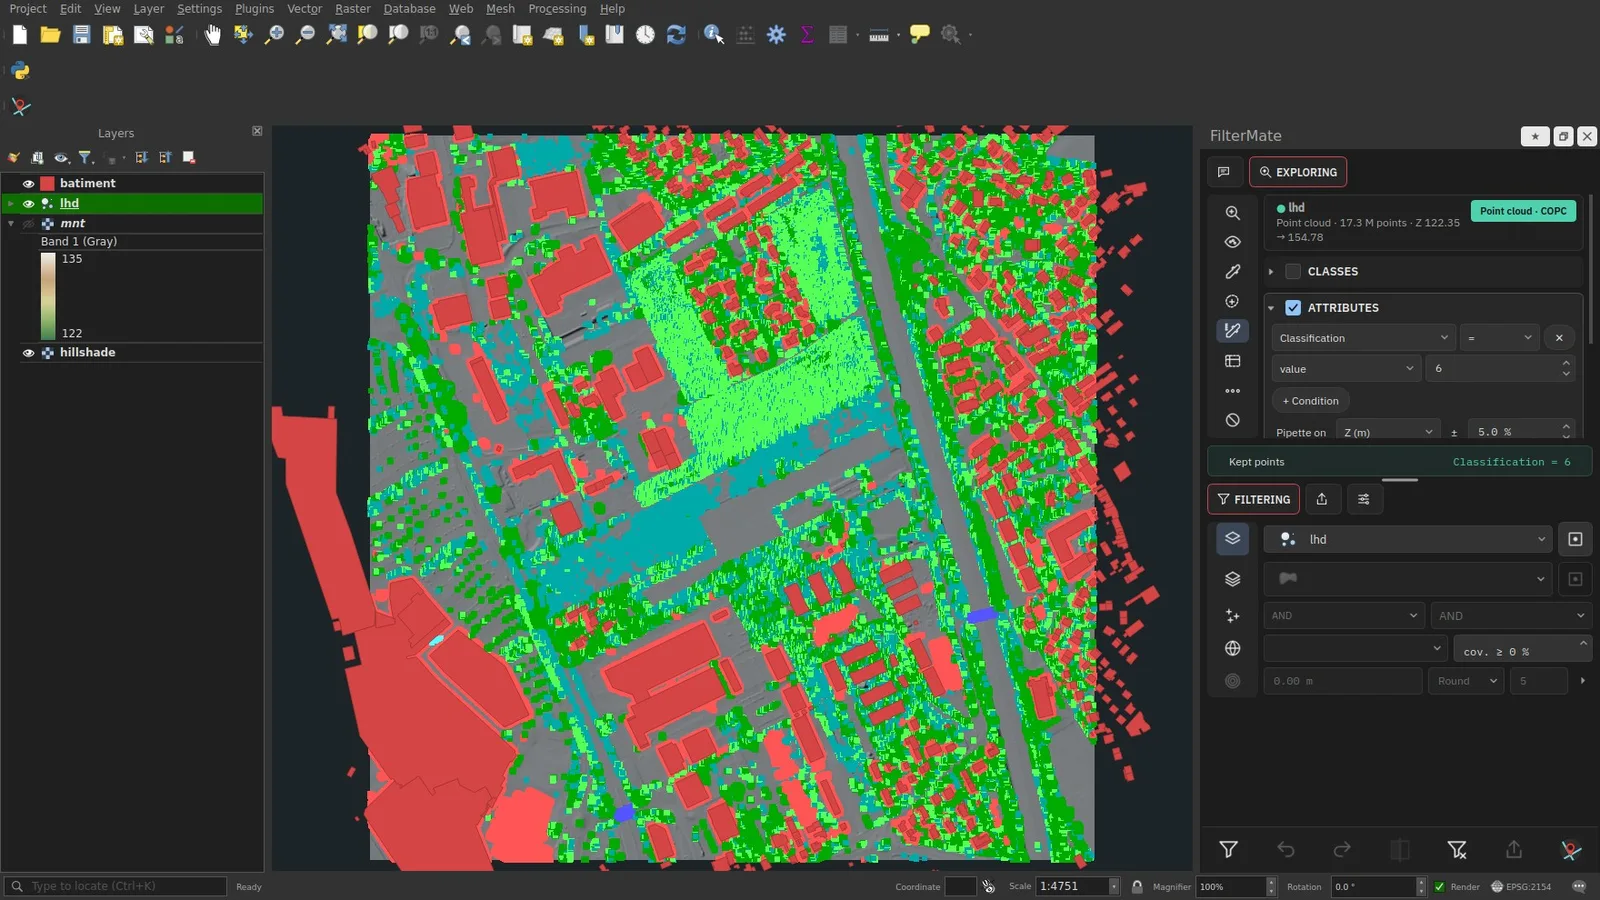 Project Edit View Layer Settings Plugins Vector Raster Database Web Mesh Processing Help
Layers
batiment
lhd
mnt
Band 1 (Gray)
135
122
hillshade
FilterMate
EXPLORING
lhd
Point cloud · 17.3 M points · Z 122.35
→ 154.78
Point cloud · COPC
CLASSES
ATTRIBUTES
Classification =
value 6
+ Condition
Pipette on Z (m) ± 5.0 %
Kept points Classification = 6
FILTERING
lhd
AND AND
cov. ≥ 0 %
0.00 m Round 5
Type to locate (Ctrl+K) Ready Coordinate Scale 1:4751 Magnifier 100% Rotation 0.0 ° Render EPSG:2154